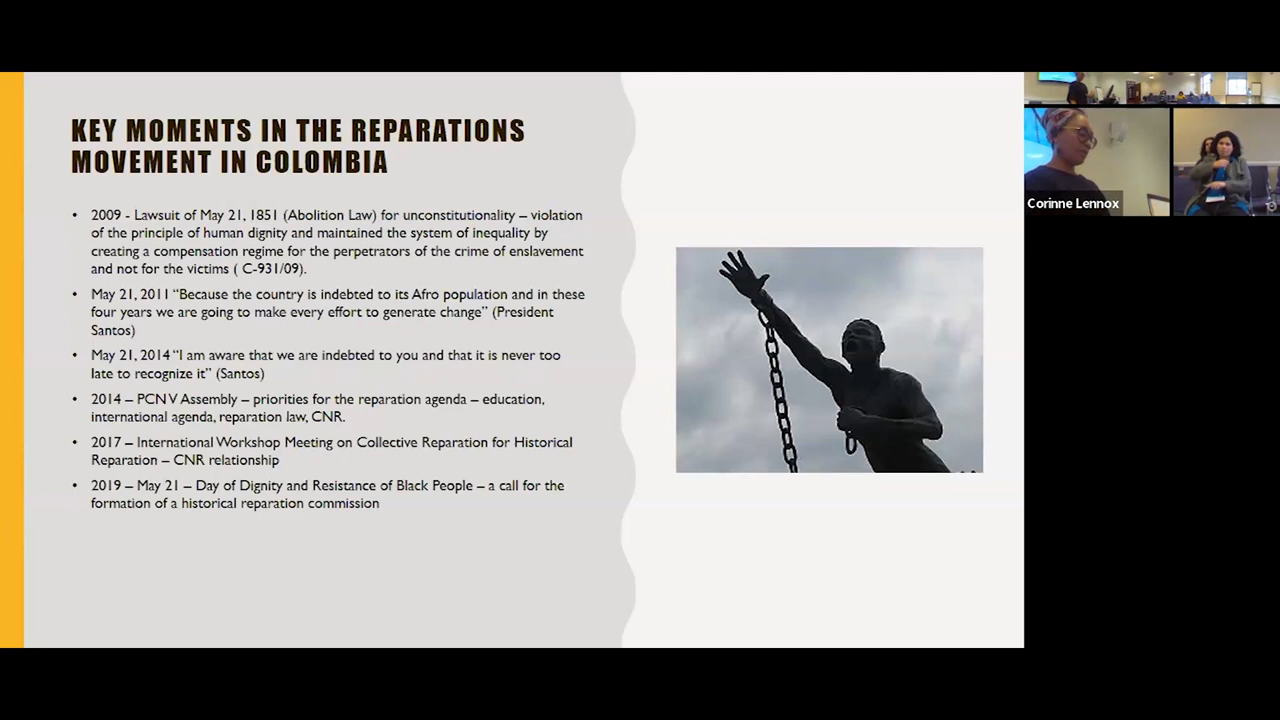 KEY MOMENTS IN THE REPARATIONS
MOVEMENT IN COLOMBIA
• 2009 - Lawsuit of May 21, 1851 (Abolition Law) for unconstitutionality – violation
of the principle of human dignity and maintained the system of inequality by
creating a compensation regime for the perpetrators of the crime of enslavement
and not for the victims ( C-931/09).
• May 21, 2011 “Because the country is indebted to its Afro population and in these
four years we are going to make every effort to generate change” (President
Santos)
• May 21, 2014 “I am aware that we are indebted to you and that it is never too
late to recognize it” (Santos)
• 2014 – PCN V Assembly – priorities for the reparation agenda – education,
international agenda, reparation law, CNR.
• 2017 – International Workshop Meeting on Collective Reparation for Historical
Reparation – CNR relationship
• 2019 – May 21 – Day of Dignity and Resistance of Black People – a call for the
formation of a historical reparation commission
Corinne Lennox